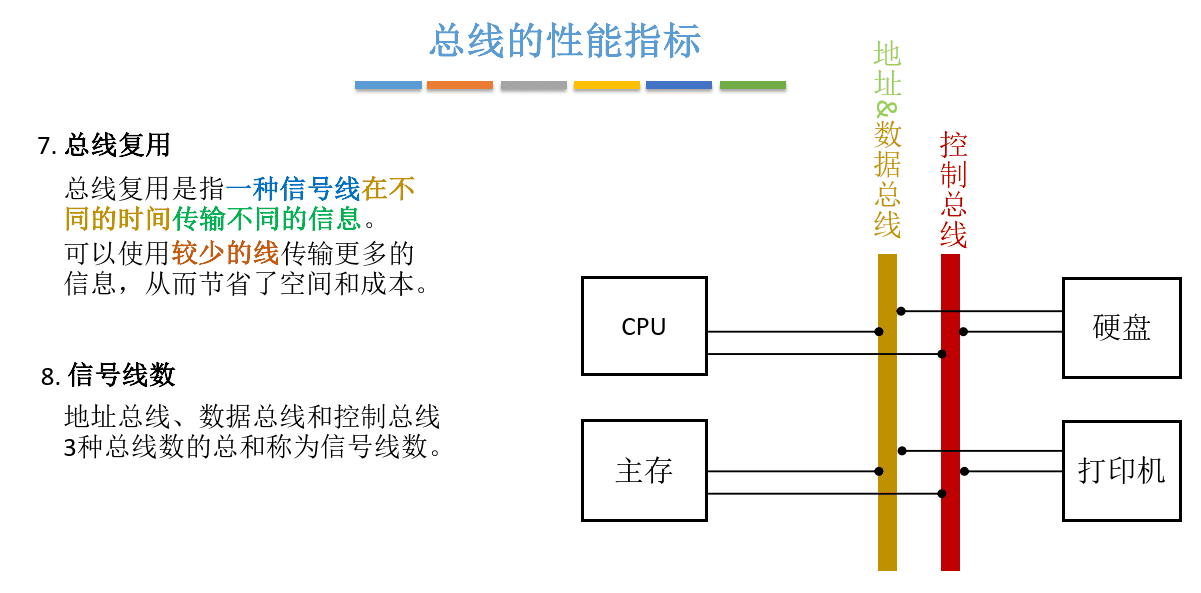 总线的性能指标
7. 总线复用
总线复用是指一种信号线在不
同的时间传输不同的信息。
可以使用较少的线传输更多的
信息，从而节省了空间和成本。
8. 信号线数
地址总线、数据总线和控制总线
3种总线数的总和称为信号线数。
地址&数据总线
控制总线
CPU
硬盘
主存
打印机